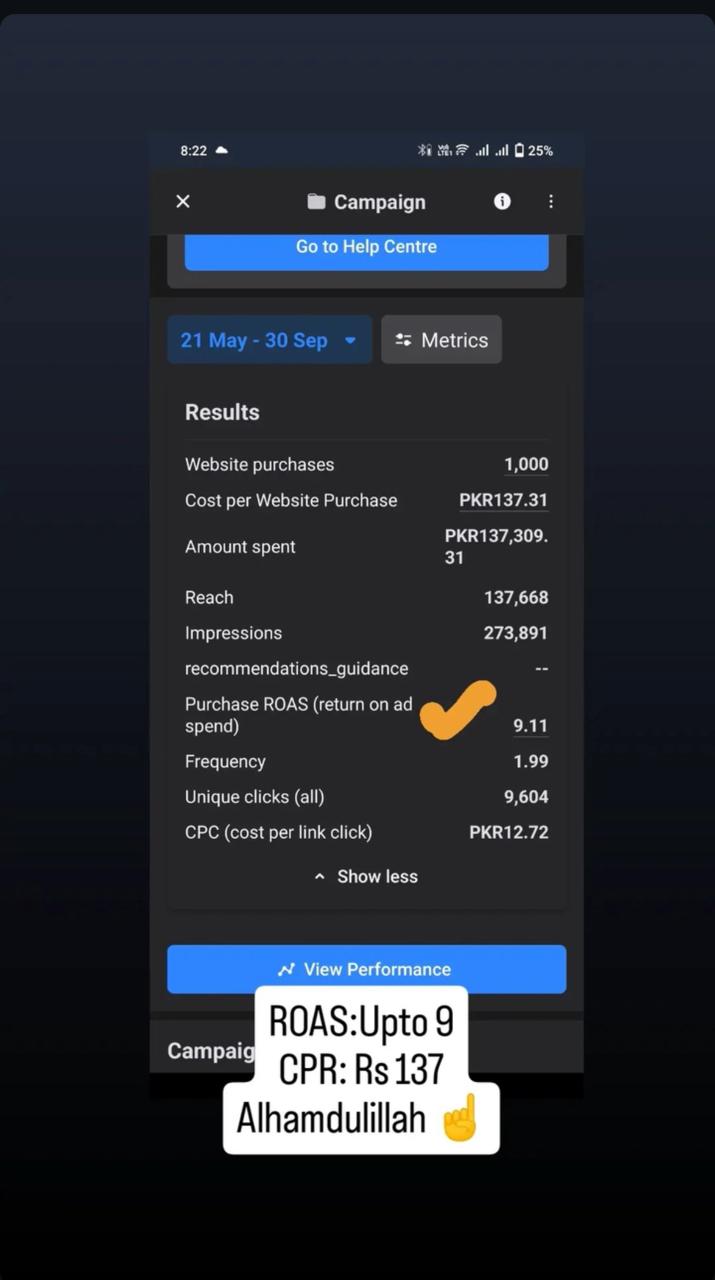 8:22
25%
Campaign
Go to Help Centre
21 May - 30 Sep
Metrics
Results
Website purchases 1,000
Cost per Website Purchase PKR137.31
Amount spent PKR137,309.
31
Reach 137,668
Impressions 273,891
recommendations_guidance --
Purchase ROAS (return on ad
spend) 9.11
Frequency 1.99
Unique clicks (all) 9,604
CPC (cost per link click) PKR12.72
Show less
View Performance
Campaig
ROAS:Upto 9
CPR: Rs 137
Alhamdulillah ☝️